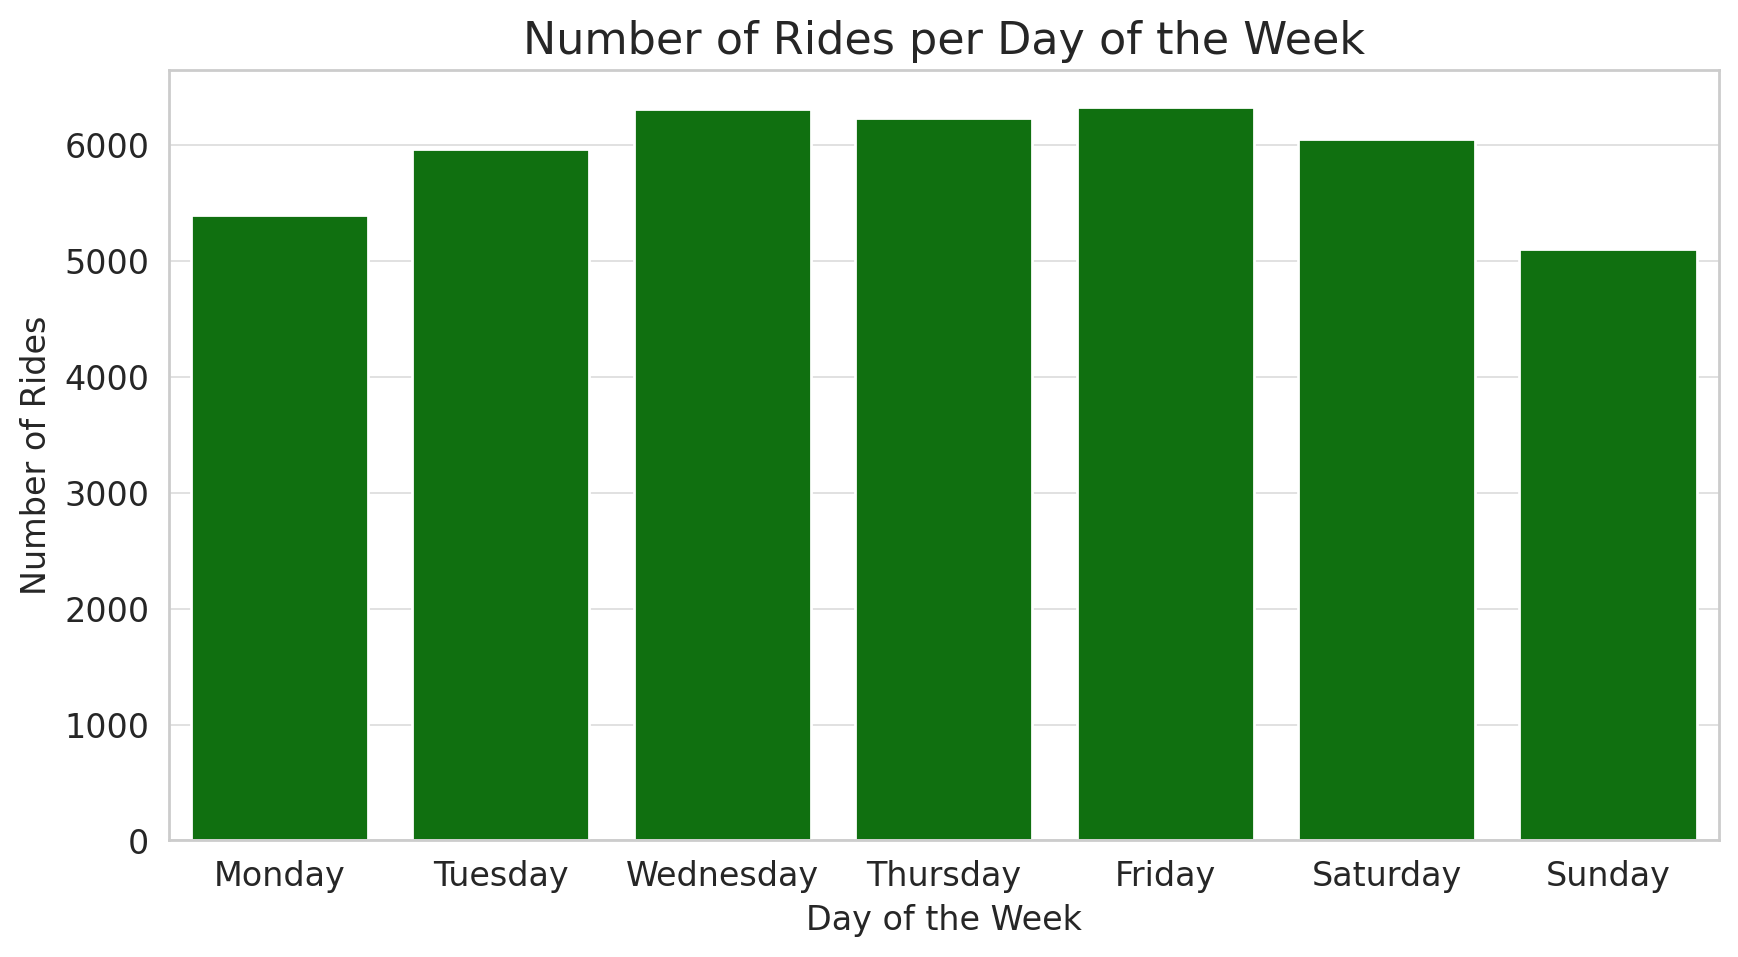 Number of Rides per Day of the Week
Number of Rides
6000
5000
4000
3000
2000
1000
0
Monday Tuesday Wednesday Thursday Friday Saturday Sunday
Day of the Week